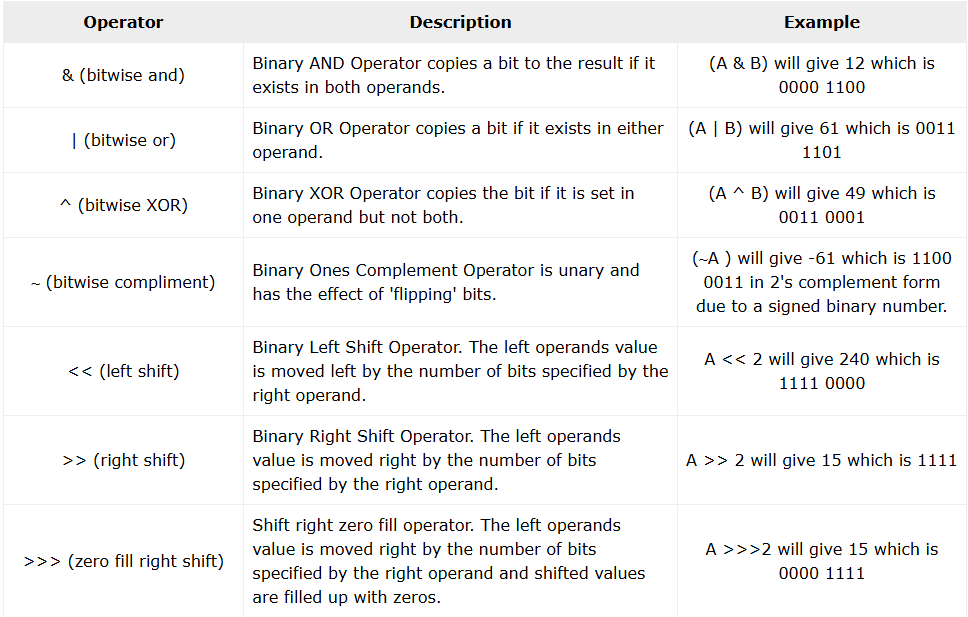 Operator Description Example
& (bitwise and)
Binary AND Operator copies a bit to the result if it
exists in both operands.
(A & B) will give 12 which is
0000 1100
| (bitwise or)
Binary OR Operator copies a bit if it exists in either
operand.
(A | B) will give 61 which is 0011
1101
^ (bitwise XOR)
Binary XOR Operator copies the bit if it is set in
one operand but not both.
(A ^ B) will give 49 which is
0011 0001
~ (bitwise compliment)
Binary Ones Complement Operator is unary and
has the effect of 'flipping' bits.
(~A ) will give -61 which is 1100
0011 in 2's complement form
due to a signed binary number.
<< (left shift)
Binary Left Shift Operator. The left operands value
is moved left by the number of bits specified by the
right operand.
A << 2 will give 240 which is
1111 0000
>> (right shift)
Binary Right Shift Operator. The left operands
value is moved right by the number of bits
specified by the right operand.
A >> 2 will give 15 which is 1111
>>> (zero fill right shift)
Shift right zero fill operator. The left operands
value is moved right by the number of bits
specified by the right operand and shifted values
are filled up with zeros.
A >>>2 will give 15 which is
0000 1111